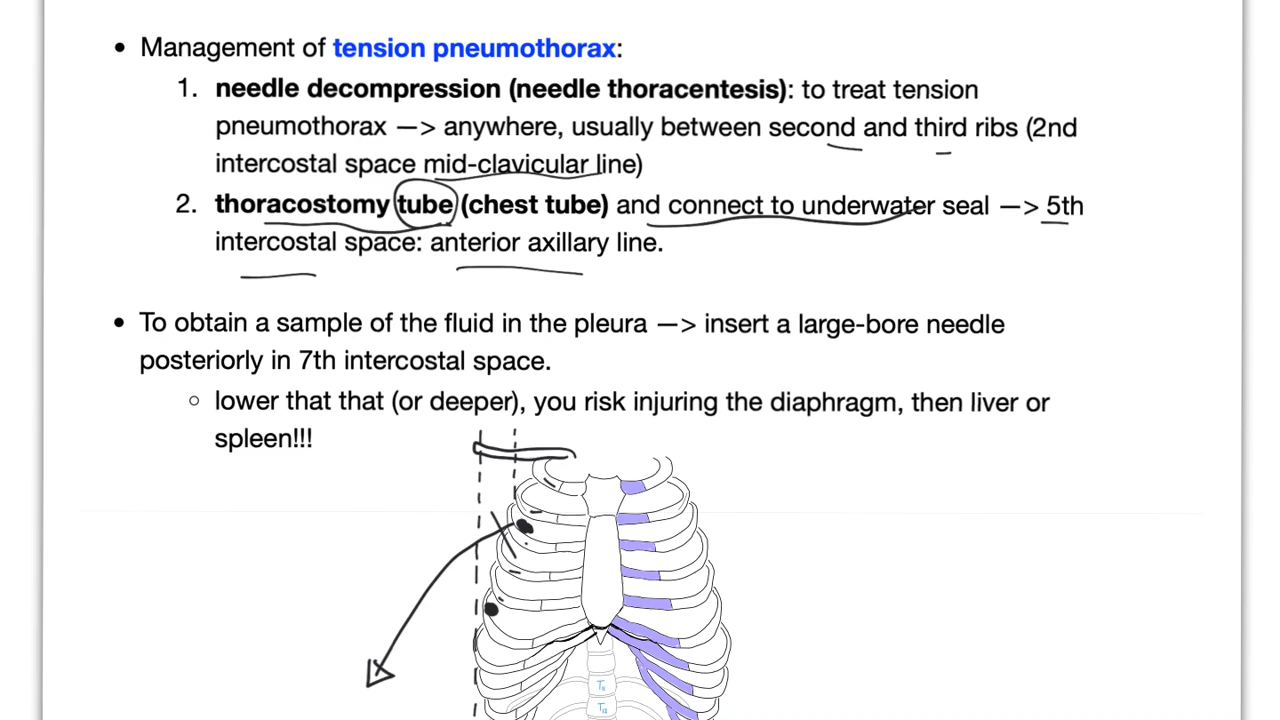 • Management of tension pneumothorax:
1. needle decompression (needle thoracentesis): to treat tension
pneumothorax —> anywhere, usually between second and third ribs (2nd
intercostal space mid-clavicular line)
2. thoracostomy tube (chest tube) and connect to underwater seal —> 5th
intercostal space: anterior axillary line.
• To obtain a sample of the fluid in the pleura —> insert a large-bore needle
posteriorly in 7th intercostal space.
◦ lower that that (or deeper), you risk injuring the diaphragm, then liver or
spleen!!!
T₁₂